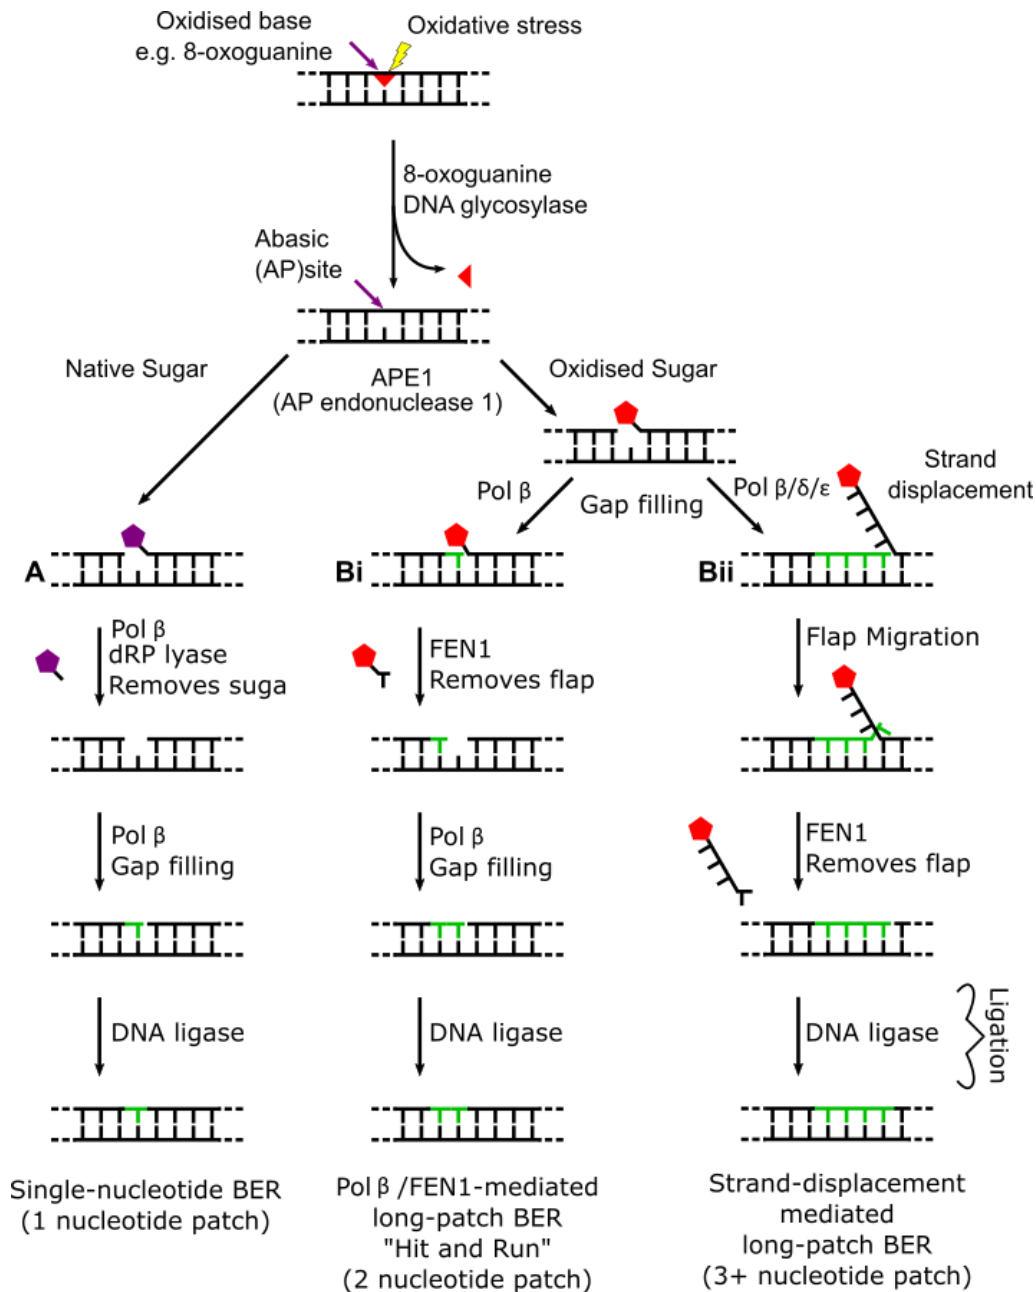 Oxidised base
e.g. 8-oxoguanine
Oxidative stress
8-oxoguanine
DNA glycosylase
Abasic
(AP)site
Native Sugar
APE1
(AP endonuclease 1)
Oxidised Sugar
Pol β
Gap filling
Pol β/δ/ε
Strand
displacement
A
Bi
Bii
Pol β
dRP lyase
Removes suga
FEN1
Removes flap
Flap Migration
Pol β
Gap filling
Pol β
Gap filling
FEN1
Removes flap
DNA ligase
DNA ligase
DNA ligase
Ligation
Single-nucleotide BER
(1 nucleotide patch)
Pol β/FEN1-mediated
long-patch BER
"Hit and Run"
(2 nucleotide patch)
Strand-displacement
mediated
long-patch BER
(3+ nucleotide patch)